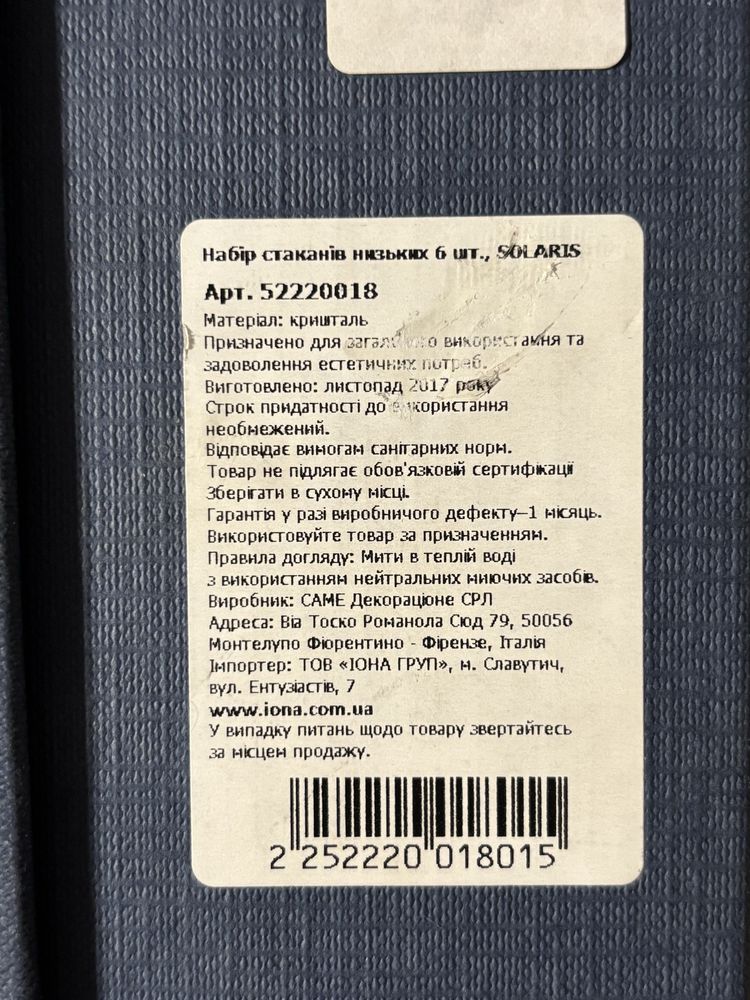 Набір стаканів низьких 6 шт., SOLARIS
Арт. 52220018
Матеріал: кришталь
Призначено для загального використання та
задоволення естетичних потреб.
Виготовлено: листопад 2017 року
Строк придатності до використання
необмежений.
Відповідає вимогам санітарних норм.
Товар не підлягає обов'язковій сертифікації
Зберігати в сухому місці.
Гарантія у разі виробничого дефекту–1 місяць.
Використовуйте товар за призначенням.
Правила догляду: Мити в теплій воді
з використанням нейтральних миючих засобів.
Виробник: САМЕ Декораціоне СРЛ
Адреса: Віа Тоско Романола Сюд 79, 50056
Монтелупо Фіорентино - Фірензе, Італія
Імпортер: ТОВ «ІОНА ГРУП», м. Славутич,
вул. Ентузіастів, 7
www.iona.com.ua
У випадку питань щодо товару звертайтесь
за місцем продажу.
2 252220 018015